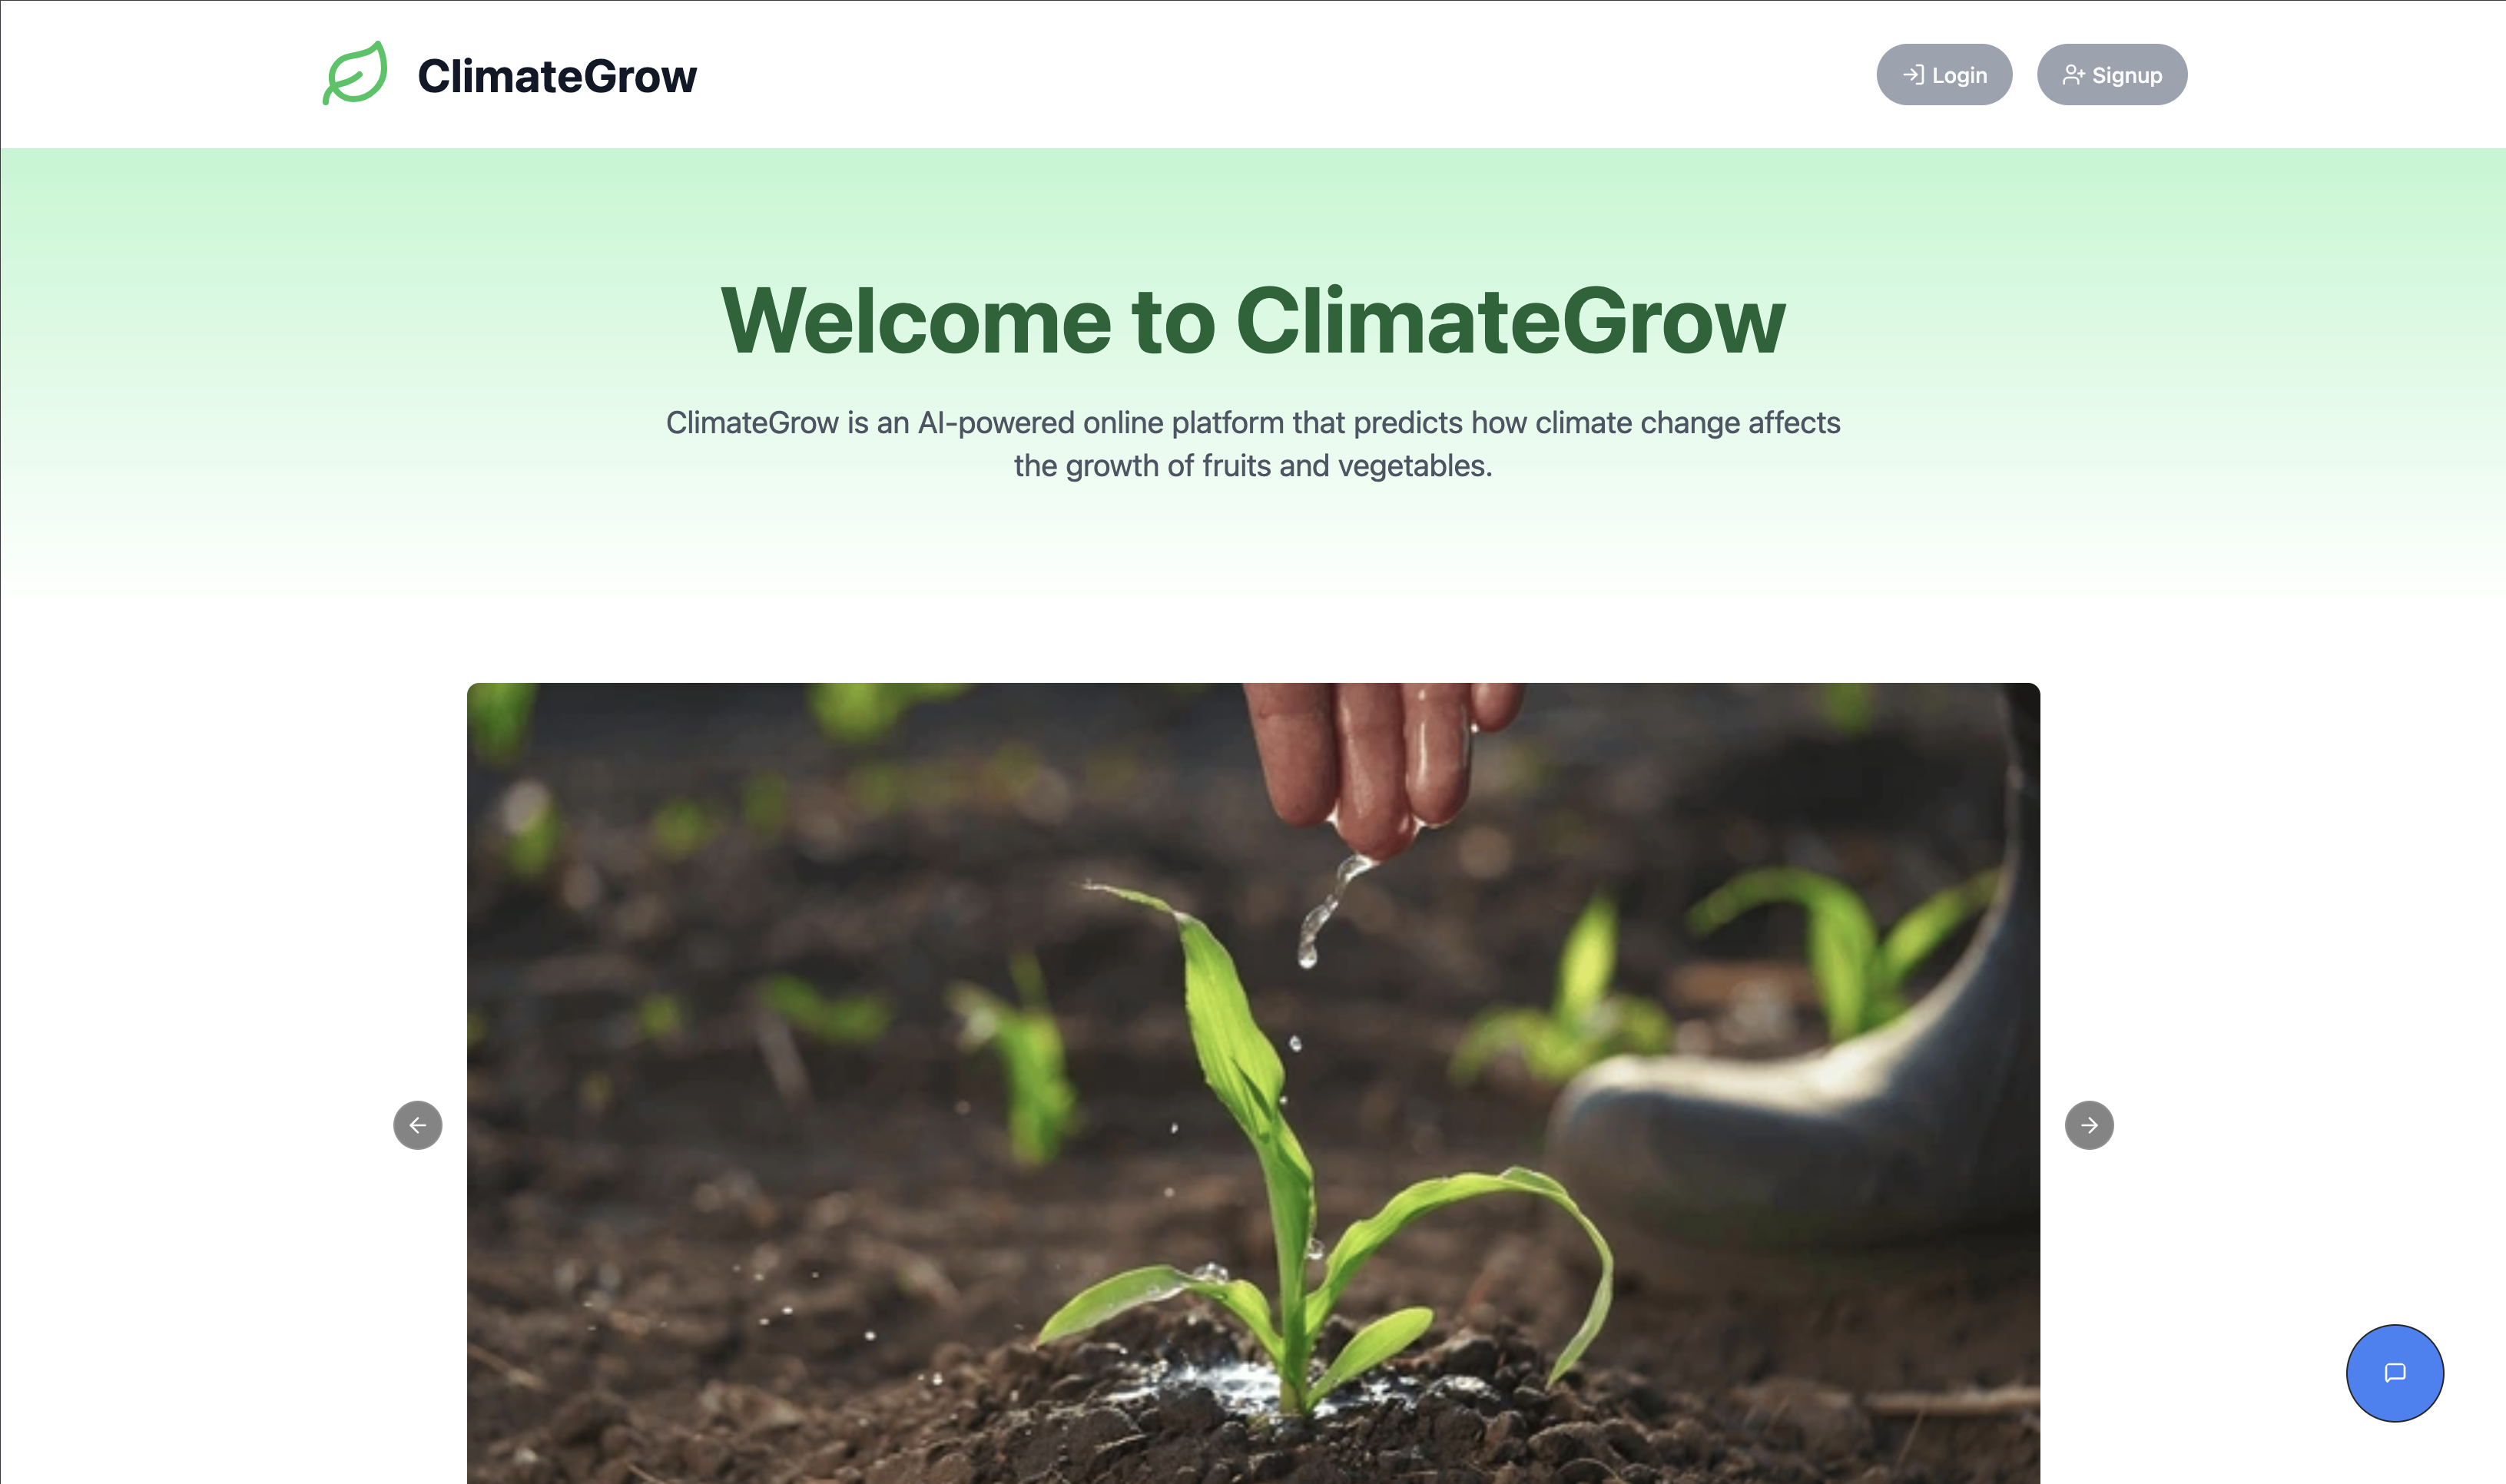 ClimateGrow
Login
Signup
Welcome to ClimateGrow
ClimateGrow is an AI-powered online platform that predicts how climate change affects
the growth of fruits and vegetables.